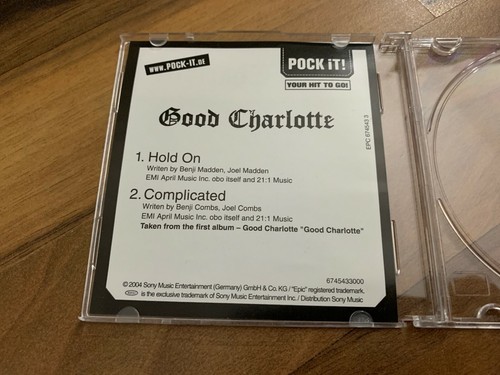 www.POCK-IT.DE
POCK iT!
YOUR HIT TO GO!
Good Charlotte
EPC 674543 3
1. Hold On
Writen by Benji Madden, Joel Madden
EMI April Music Inc. obo itself and 21:1 Music
2. Complicated
Writen by Benji Combs, Joel Combs
EMI April Music Inc. obo itself and 21:1 Music
Taken from the first album – Good Charlotte "Good Charlotte"
6745433000
© 2004 Sony Music Entertainment (Germany) GmbH & Co. KG / "Epic" registered trademark.
is the exclusive trademark of Sony Music Entertainment Inc. / Distribution Sony Music